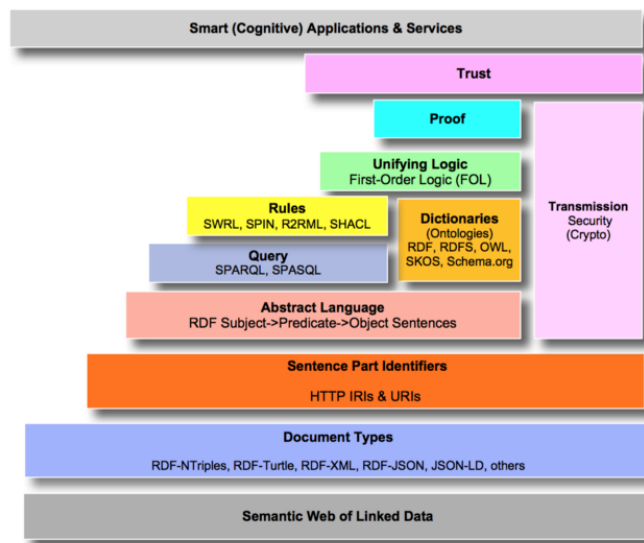 Smart (Cognitive) Applications & Services
Trust
Proof
Unifying Logic
First-Order Logic (FOL)
Transmission
Security
(Crypto)
Rules
SWRL, SPIN, R2RML, SHACL
Dictionaries
(Ontologies)
RDF, RDFS, OWL,
SKOS, Schema.org
Query
SPARQL, SPASQL
Abstract Language
RDF Subject->Predicate->Object Sentences
Sentence Part Identifiers
HTTP IRIs & URIs
Document Types
RDF-NTriples, RDF-Turtle, RDF-XML, RDF-JSON, JSON-LD, others
Semantic Web of Linked Data